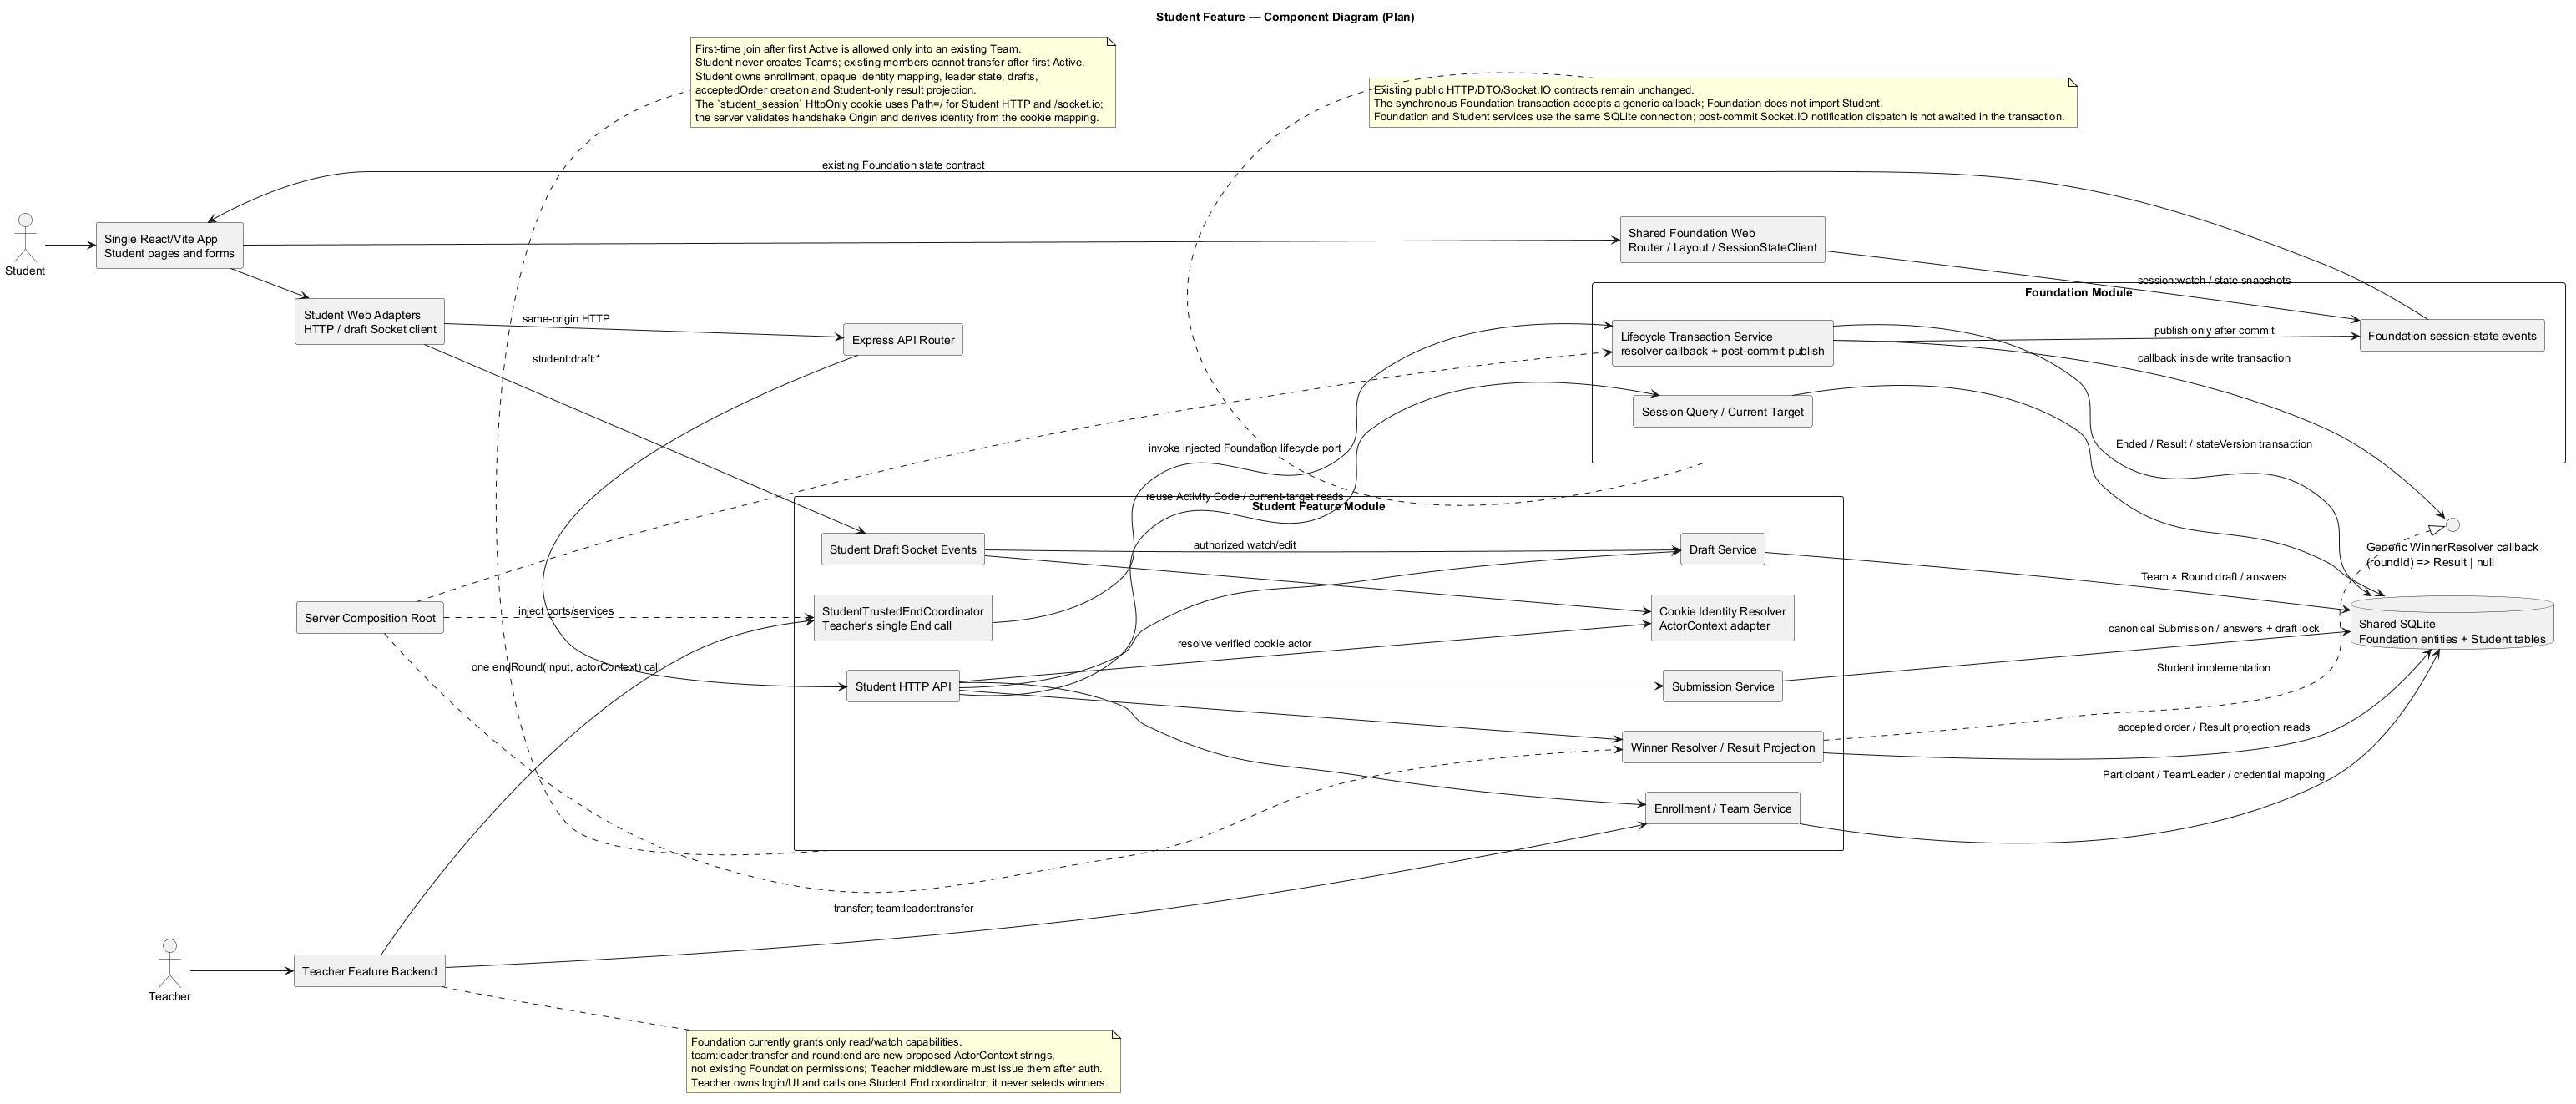 Student Feature — Component Diagram (Plan)
First-time join after first Active is allowed only into an existing Team.
Student never creates Teams; existing members cannot transfer after first Active.
Student owns enrollment, opaque identity mapping, leader state, drafts,
acceptedOrder creation and Student-only result projection.
The `student_session` HttpOnly cookie uses Path=/ for Student HTTP and /socket.io;
the server validates handshake Origin and derives identity from the cookie mapping.
Existing public HTTP/DTO/Socket.IO contracts remain unchanged.
The synchronous Foundation transaction accepts a generic callback; Foundation does not import Student.
Foundation and Student services use the same SQLite connection; post-commit Socket.IO notification dispatch is not awaited in the transaction.
existing Foundation state contract
Student
Single React/Vite App
Student pages and forms
Shared Foundation Web
Router / Layout / SessionStateClient
session:watch / state snapshots
Foundation Module
Student Web Adapters
HTTP / draft Socket client
same-origin HTTP
student:draft:*
Express API Router
Lifecycle Transaction Service
resolver callback + post-commit publish
publish only after commit
Foundation session-state events
callback inside write transaction
Session Query / Current Target
invoke injected Foundation lifecycle port
Ended / Result / stateVersion transaction
reuse Activity Code / current-target reads
Student Feature Module
Student Draft Socket Events
authorized watch/edit
Draft Service
Generic WinnerResolver callback
(roundId) => Result | null
Team × Round draft / answers
Server Composition Root
inject ports/services
StudentTrustedEndCoordinator
Teacher's single End call
Cookie Identity Resolver
ActorContext adapter
canonical Submission / answers + draft lock
Shared SQLite
Foundation entities + Student tables
resolve verified cookie actor
one endRound(input, actorContext) call
Student HTTP API
Submission Service
Student implementation
Winner Resolver / Result Projection
accepted order / Result projection reads
Participant / TeamLeader / credential mapping
Enrollment / Team Service
transfer; team:leader:transfer
Teacher
Teacher Feature Backend
Foundation currently grants only read/watch capabilities.
team:leader:transfer and round:end are new proposed ActorContext strings,
not existing Foundation permissions; Teacher middleware must issue them after auth.
Teacher owns login/UI and calls one Student End coordinator; it never selects winners.